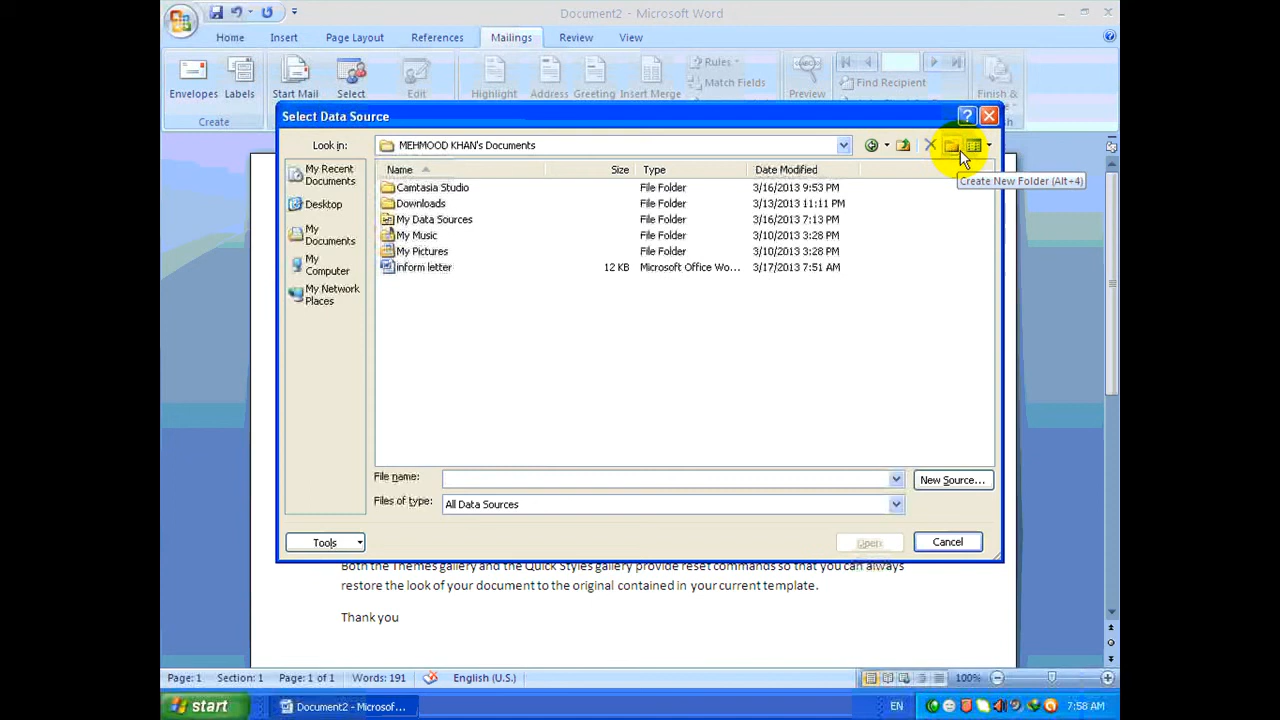 Document2 - Microsoft Word
Home Insert Page Layout References Mailings Review View
Rules
Match Fields
Find Recipient
Envelopes Labels Start Mail Select Edit Highlight Address Greeting Insert Merge Preview Finish &
Create
Select Data Source
Look in: MEHMOOD KHAN's Documents
Name Size Type Date Modified
Create New Folder (Alt+4)
My Recent Documents
Desktop
My Documents
My Computer
My Network Places
Camtasia Studio File Folder 3/16/2013 9:53 PM
Downloads File Folder 3/13/2013 11:11 PM
My Data Sources File Folder 3/16/2013 7:13 PM
My Music File Folder 3/10/2013 3:28 PM
My Pictures File Folder 3/10/2013 3:28 PM
inform letter 12 KB Microsoft Office Wo... 3/17/2013 7:51 AM
File name: New Source...
Files of type: All Data Sources
Tools Open Cancel
Both the Themes gallery and the Quick Styles gallery provide reset commands so that you can always
restore the look of your document to the original contained in your current template.
Thank you
Page: 1 Section: 1 Page: 1 of 1 Words: 191 English (U.S.) 100%
start Document2 - Microsof... EN 7:58 AM